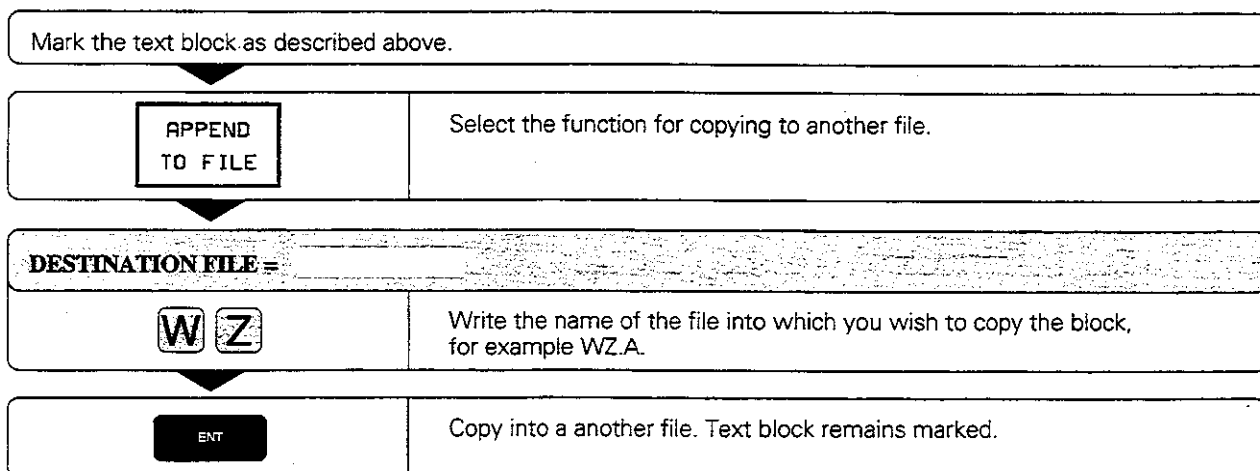 Mark the text block as described above.
APPEND
TO FILE
Select the function for copying to another file.
DESTINATION FILE =
W Z
Write the name of the file into which you wish to copy the block,
for example WZ.A.
ENT
Copy into a another file. Text block remains marked.